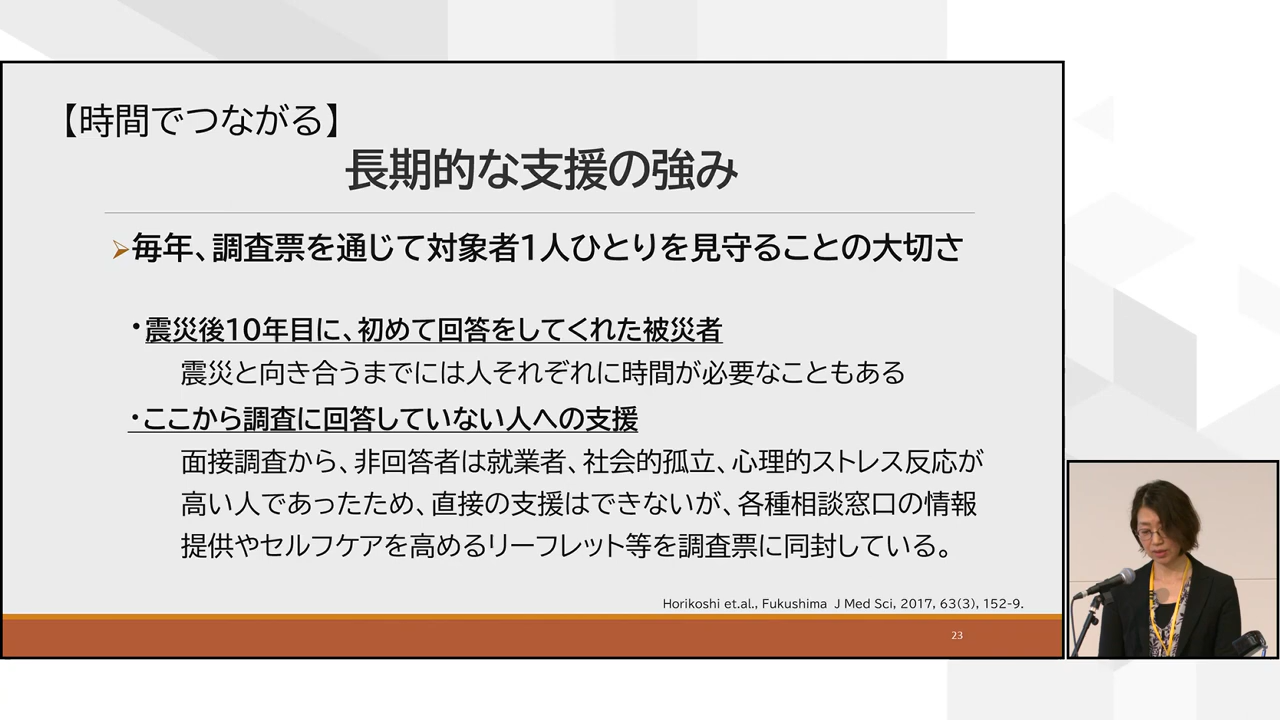 【時間でつながる】
長期的な支援の強み
➢毎年、調査票を通じて対象者1人ひとりを見守ることの大切さ
・震災後10年目に、初めて回答をしてくれた被災者
震災と向き合うまでには人それぞれに時間が必要なこともある
・ここから調査に回答していない人への支援
面接調査から、非回答者は就業者、社会的孤立、心理的ストレス反応が
高い人であったため、直接の支援はできないが、各種相談窓口の情報
提供やセルフケアを高めるリーフレット等を調査票に同封している。
Horikoshi et.al., Fukushima J Med Sci, 2017, 63(3), 152-9.
23